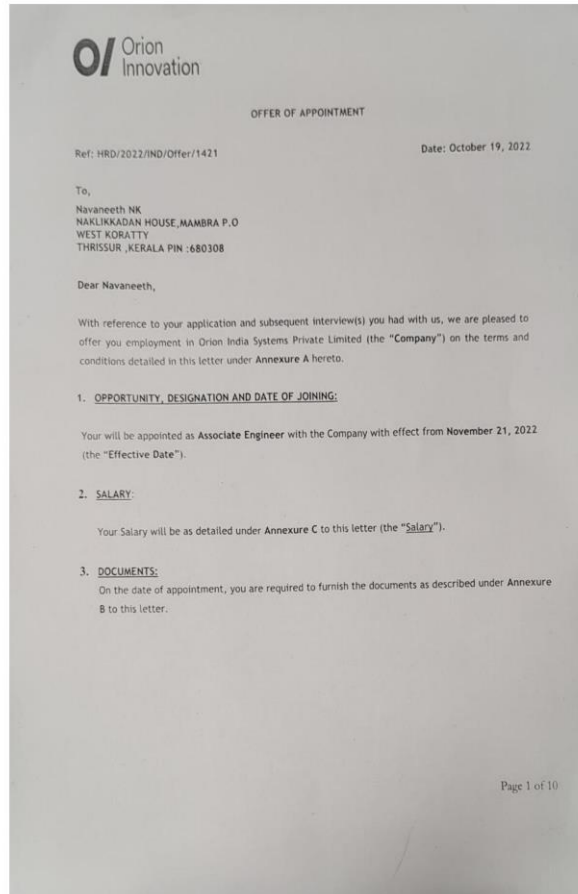 OI Orion
Innovation
OFFER OF APPOINTMENT
Ref: HRD/2022/IND/Offer/1421
Date: October 19, 2022
To,
Navaneeth NK
NAKLIKKADAN HOUSE,MAMBRA P.O
WEST KORATTY
THRISSUR ,KERALA PIN :680308
Dear Navaneeth,
With reference to your application and subsequent interview(s) you had with us, we are pleased to
offer you employment in Orion India Systems Private Limited (the “Company”) on the terms and
conditions detailed in this letter under Annexure A hereto.
1. OPPORTUNITY, DESIGNATION AND DATE OF JOINING:
Your will be appointed as Associate Engineer with the Company with effect from November 21, 2022
(the “Effective Date”).
2. SALARY:
Your Salary will be as detailed under Annexure C to this letter (the “Salary”).
3. DOCUMENTS:
On the date of appointment, you are required to furnish the documents as described under Annexure
B to this letter.
Page 1 of 10